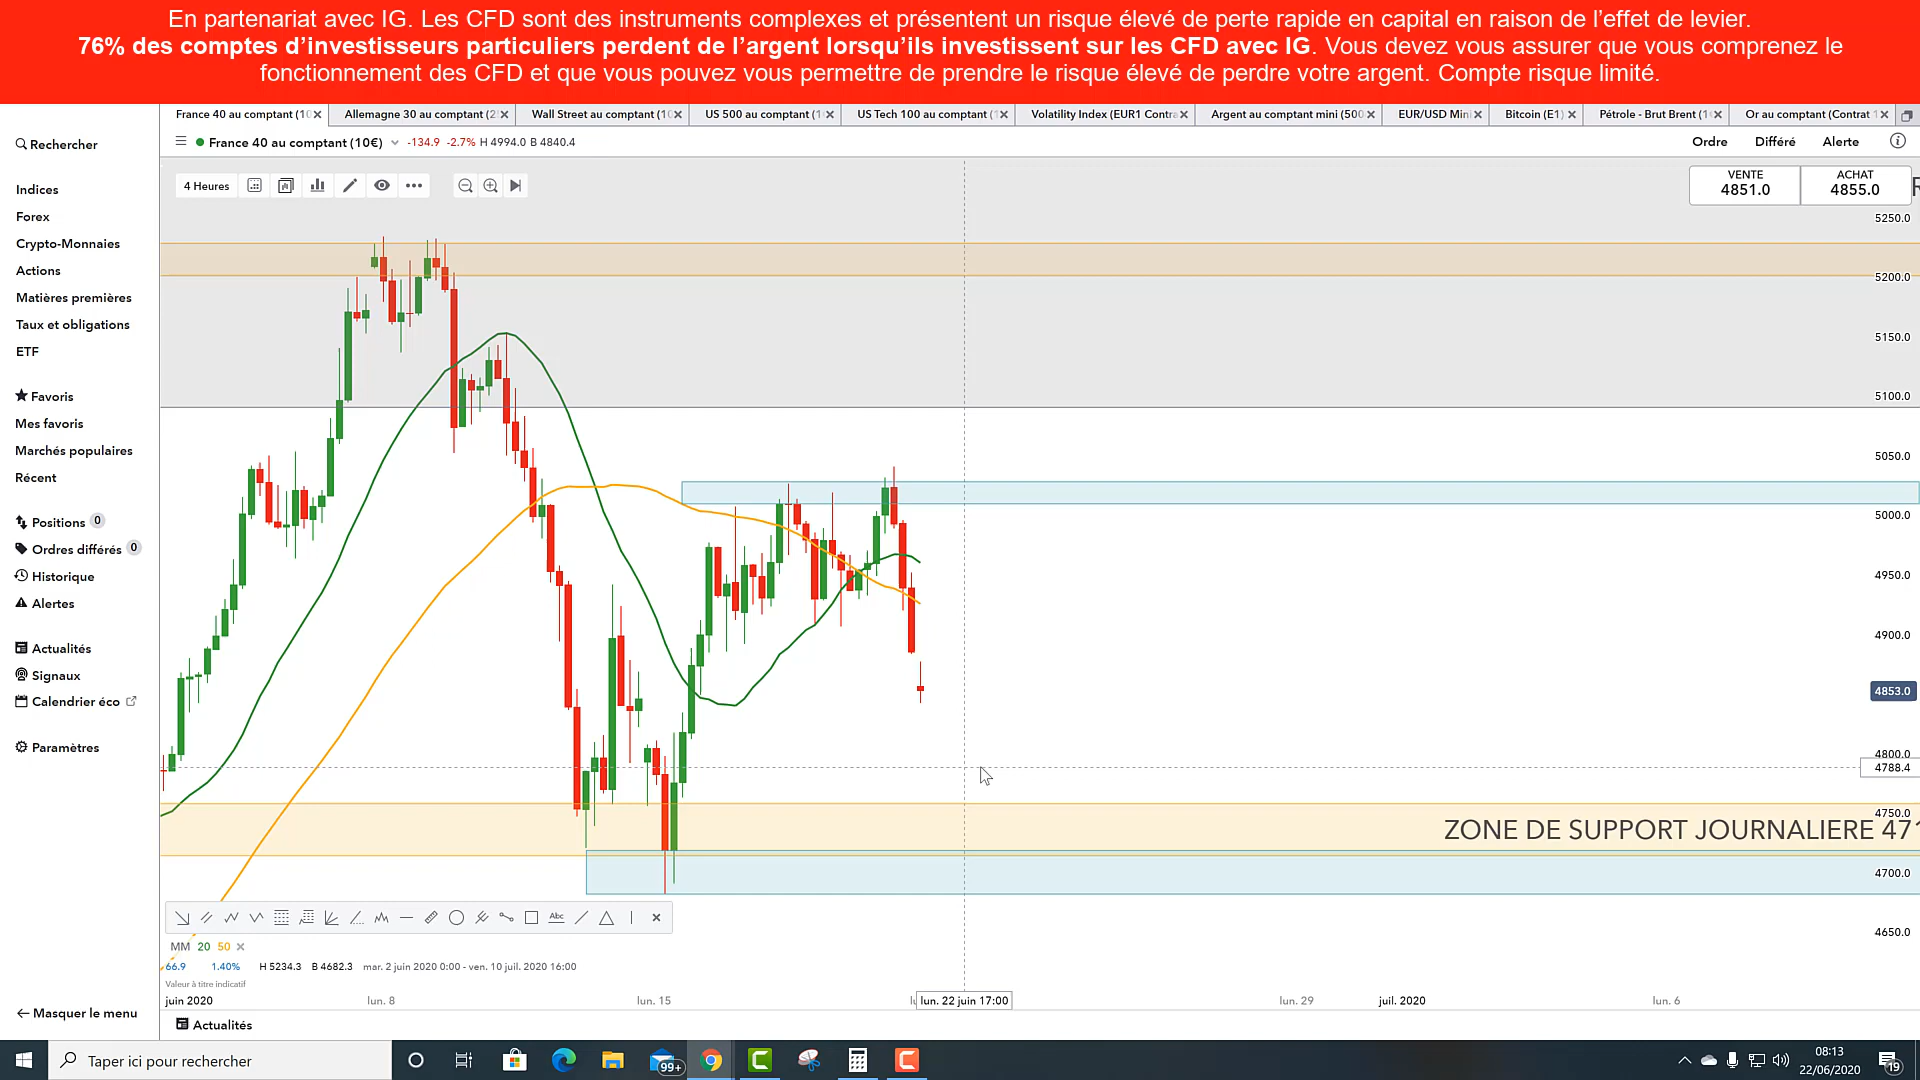 En partenariat avec IG. Les CFD sont des instruments complexes et présentent un risque élevé de perte rapide en capital en raison de l’effet de levier.
76% des comptes d’investisseurs particuliers perdent de l’argent lorsqu’ils investissent sur les CFD avec IG. Vous devez vous assurer que vous comprenez le
fonctionnement des CFD et que vous pouvez vous permettre de prendre le risque élevé de perdre votre argent. Compte risque limité.
France 40 au comptant (10 Allemagne 30 au comptant (2 Wall Street au comptant (10 US 500 au comptant (1 US Tech 100 au comptant (1 Volatility Index (EUR1 Contra Argent au comptant mini (500 EUR/USD Mini Bitcoin (E1) Pétrole - Brut Brent (1 Or au comptant (Contrat
France 40 au comptant (10€) -134.9 -2.7% H 4994.0 B 4840.4 Ordre Différé Alerte
4 Heures
VENTE
4851.0
ACHAT
4855.0
Rechercher
Indices
Forex
Crypto-Monnaies
Actions
Matières premières
Taux et obligations
ETF
Favoris
Mes favoris
Marchés populaires
Récent
Positions 0
Ordres différés 0
Historique
Alertes
Actualités
Signaux
Calendrier éco
Paramètres
Masquer le menu
5250.0
5200.0
5150.0
5100.0
5050.0
5000.0
4950.0
4900.0
4853.0
4800.0
4788.4
4750.0
ZONE DE SUPPORT JOURNALIERE 471
4700.0
4650.0
Abc
MM 20 50
66.9 1.40% H 5234.3 B 4682.3 mar. 2 juin 2020 0:00 - ven. 10 juil. 2020 16:00
Valeur à titre indicatif
juin 2020 lun. 8 lun. 15 lun. 22 juin 17:00 lun. 29 juil. 2020 lun. 6
Actualités
Taper ici pour rechercher
99+
08:13
22/06/2020
19